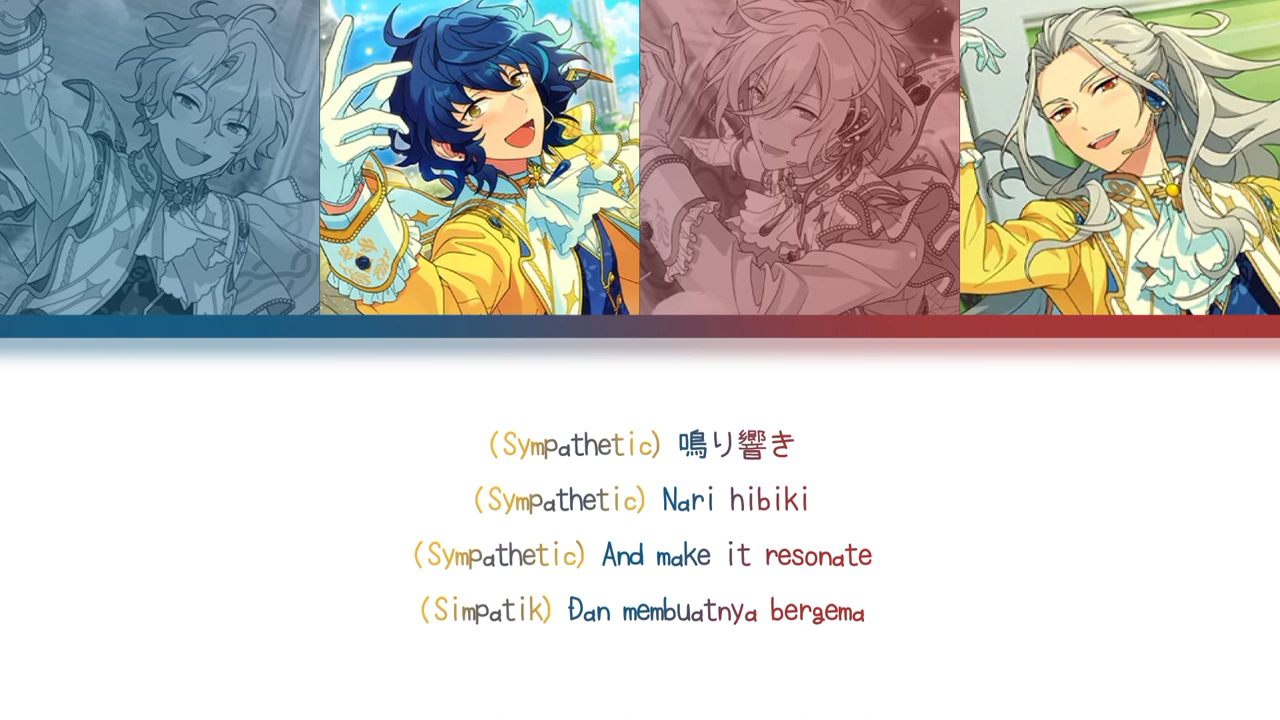 (Sympathetic) 鳴り響き
(Sympathetic) Nari hibiki
(Sympathetic) And make it resonate
(Simpatik) Dan membuatnya bergema